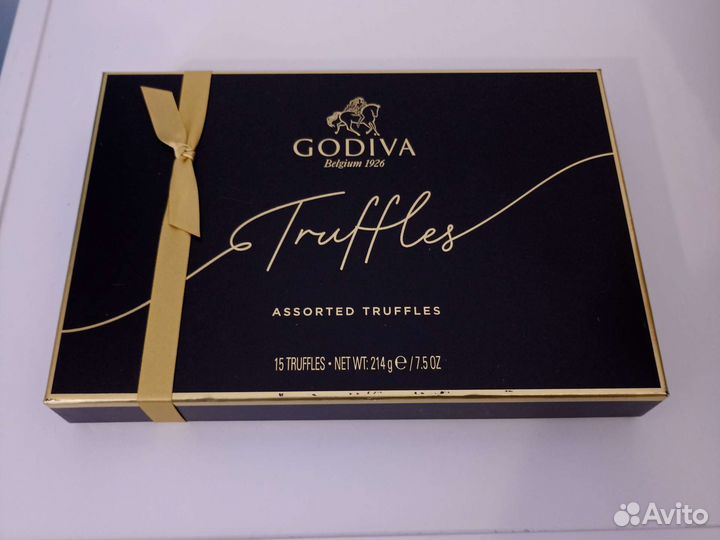 GODIVA
Belgium 1926
Truffles
ASSORTED TRUFFLES
15 TRUFFLES • NET WT: 214 g ℮ / 7.5 OZ
Avito